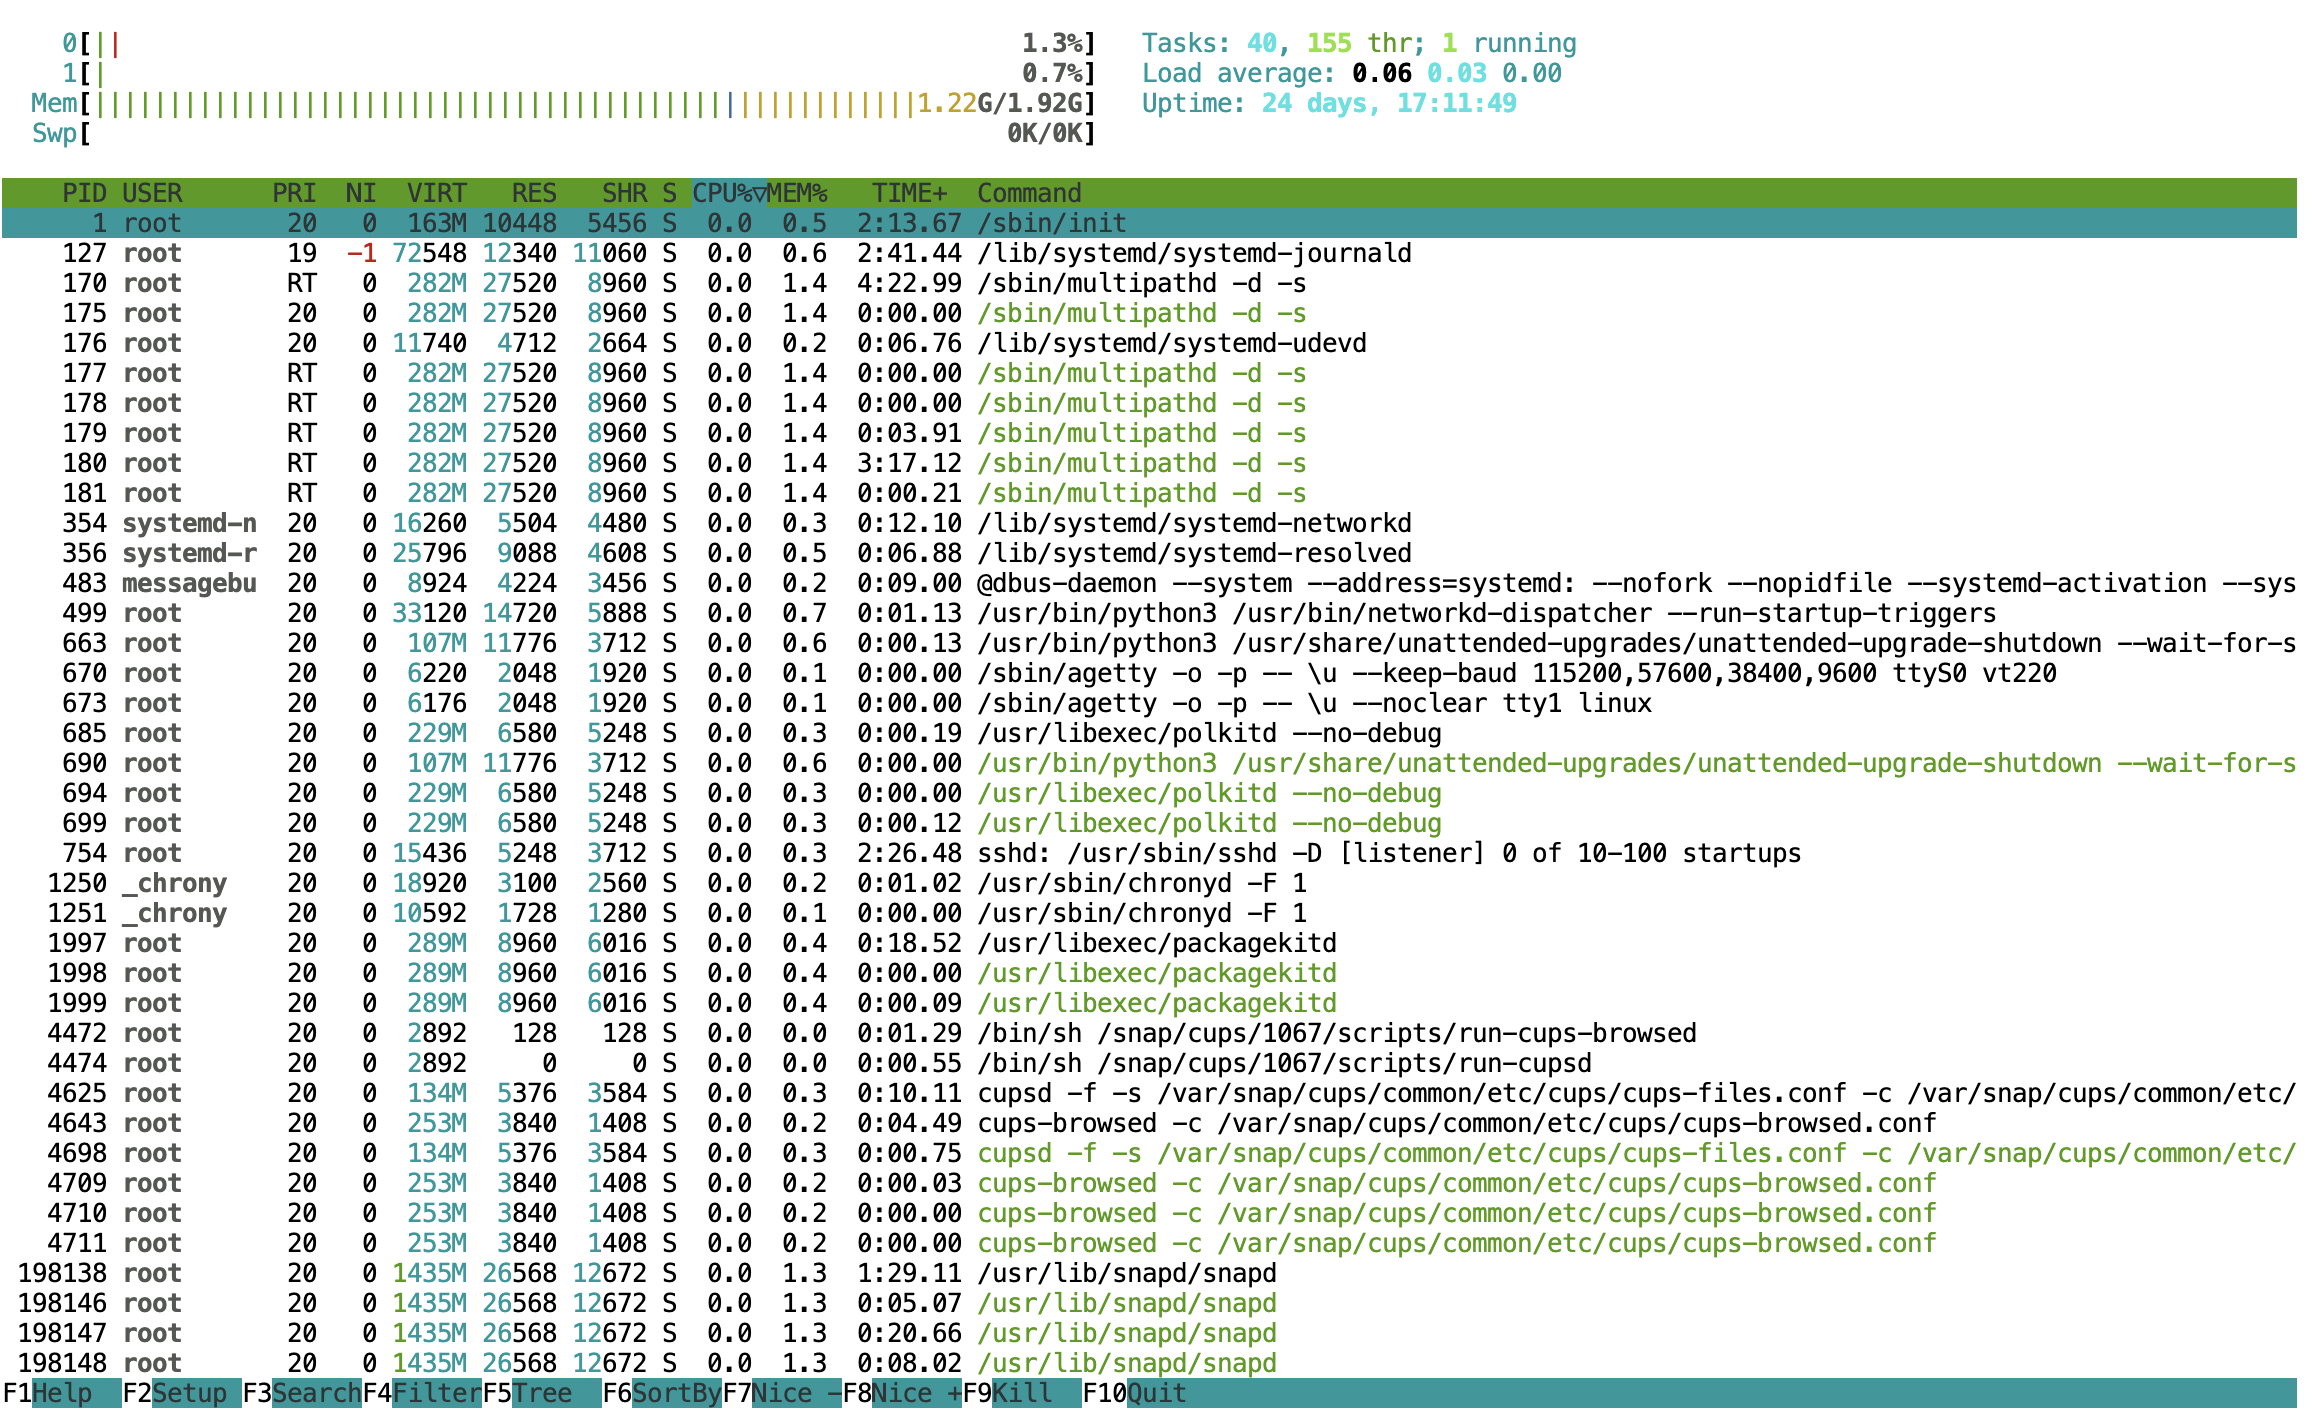 0[|| 1.3%] Tasks: 40, 155 thr; 1 running
1[| 0.7%] Load average: 0.06 0.03 0.00
Mem[|||||||||||||||||||||||||||||||||||||||||||||||||||||||1.22G/1.92G] Uptime: 24 days, 17:11:49
Swp[ 0K/0K]
PID USER PRI NI VIRT RES SHR S CPU%▽MEM% TIME+ Command
1 root 20 0 163M 10448 5456 S 0.0 0.5 2:13.67 /sbin/init
127 root 19 -1 72548 12340 11060 S 0.0 0.6 2:41.44 /lib/systemd/systemd-journald
170 root RT 0 282M 27520 8960 S 0.0 1.4 4:22.99 /sbin/multipathd -d -s
175 root 20 0 282M 27520 8960 S 0.0 1.4 0:00.00 /sbin/multipathd -d -s
176 root 20 0 11740 4712 2664 S 0.0 0.2 0:06.76 /lib/systemd/systemd-udevd
177 root RT 0 282M 27520 8960 S 0.0 1.4 0:00.00 /sbin/multipathd -d -s
178 root RT 0 282M 27520 8960 S 0.0 1.4 0:00.00 /sbin/multipathd -d -s
179 root RT 0 282M 27520 8960 S 0.0 1.4 0:03.91 /sbin/multipathd -d -s
180 root RT 0 282M 27520 8960 S 0.0 1.4 3:17.12 /sbin/multipathd -d -s
181 root RT 0 282M 27520 8960 S 0.0 1.4 0:00.21 /sbin/multipathd -d -s
354 systemd-n 20 0 16260 5504 4480 S 0.0 0.3 0:12.10 /lib/systemd/systemd-networkd
356 systemd-r 20 0 25796 9088 4608 S 0.0 0.5 0:06.88 /lib/systemd/systemd-resolved
483 messagebu 20 0 8924 4224 3456 S 0.0 0.2 0:09.00 @dbus-daemon --system --address=systemd: --nofork --nopidfile --systemd-activation --sys
499 root 20 0 33120 14720 5888 S 0.0 0.7 0:01.13 /usr/bin/python3 /usr/bin/networkd-dispatcher --run-startup-triggers
663 root 20 0 107M 11776 3712 S 0.0 0.6 0:00.13 /usr/bin/python3 /usr/share/unattended-upgrades/unattended-upgrade-shutdown --wait-for-s
670 root 20 0 6220 2048 1920 S 0.0 0.1 0:00.00 /sbin/agetty -o -p -- \u --keep-baud 115200,57600,38400,9600 ttyS0 vt220
673 root 20 0 6176 2048 1920 S 0.0 0.1 0:00.00 /sbin/agetty -o -p -- \u --noclear tty1 linux
685 root 20 0 229M 6580 5248 S 0.0 0.3 0:00.19 /usr/libexec/polkitd --no-debug
690 root 20 0 107M 11776 3712 S 0.0 0.6 0:00.00 /usr/bin/python3 /usr/share/unattended-upgrades/unattended-upgrade-shutdown --wait-for-s
694 root 20 0 229M 6580 5248 S 0.0 0.3 0:00.00 /usr/libexec/polkitd --no-debug
699 root 20 0 229M 6580 5248 S 0.0 0.3 0:00.12 /usr/libexec/polkitd --no-debug
754 root 20 0 15436 5248 3712 S 0.0 0.3 2:26.48 sshd: /usr/sbin/sshd -D [listener] 0 of 10-100 startups
1250 _chrony 20 0 18920 3100 2560 S 0.0 0.2 0:01.02 /usr/sbin/chronyd -F 1
1251 _chrony 20 0 10592 1728 1280 S 0.0 0.1 0:00.00 /usr/sbin/chronyd -F 1
1997 root 20 0 289M 8960 6016 S 0.0 0.4 0:18.52 /usr/libexec/packagekitd
1998 root 20 0 289M 8960 6016 S 0.0 0.4 0:00.00 /usr/libexec/packagekitd
1999 root 20 0 289M 8960 6016 S 0.0 0.4 0:00.09 /usr/libexec/packagekitd
4472 root 20 0 2892 128 128 S 0.0 0.0 0:01.29 /bin/sh /snap/cups/1067/scripts/run-cups-browsed
4474 root 20 0 2892 0 0 S 0.0 0.0 0:00.55 /bin/sh /snap/cups/1067/scripts/run-cupsd
4625 root 20 0 134M 5376 3584 S 0.0 0.3 0:10.11 cupsd -f -s /var/snap/cups/common/etc/cups/cups-files.conf -c /var/snap/cups/common/etc/
4643 root 20 0 253M 3840 1408 S 0.0 0.2 0:04.49 cups-browsed -c /var/snap/cups/common/etc/cups/cups-browsed.conf
4698 root 20 0 134M 5376 3584 S 0.0 0.3 0:00.75 cupsd -f -s /var/snap/cups/common/etc/cups/cups-files.conf -c /var/snap/cups/common/etc/
4709 root 20 0 253M 3840 1408 S 0.0 0.2 0:00.03 cups-browsed -c /var/snap/cups/common/etc/cups/cups-browsed.conf
4710 root 20 0 253M 3840 1408 S 0.0 0.2 0:00.00 cups-browsed -c /var/snap/cups/common/etc/cups/cups-browsed.conf
4711 root 20 0 253M 3840 1408 S 0.0 0.2 0:00.00 cups-browsed -c /var/snap/cups/common/etc/cups/cups-browsed.conf
198138 root 20 0 1435M 26568 12672 S 0.0 1.3 1:29.11 /usr/lib/snapd/snapd
198146 root 20 0 1435M 26568 12672 S 0.0 1.3 0:05.07 /usr/lib/snapd/snapd
198147 root 20 0 1435M 26568 12672 S 0.0 1.3 0:20.66 /usr/lib/snapd/snapd
198148 root 20 0 1435M 26568 12672 S 0.0 1.3 0:08.02 /usr/lib/snapd/snapd
F1Help F2Setup F3SearchF4FilterF5Tree F6SortByF7Nice -F8Nice +F9Kill F10Quit